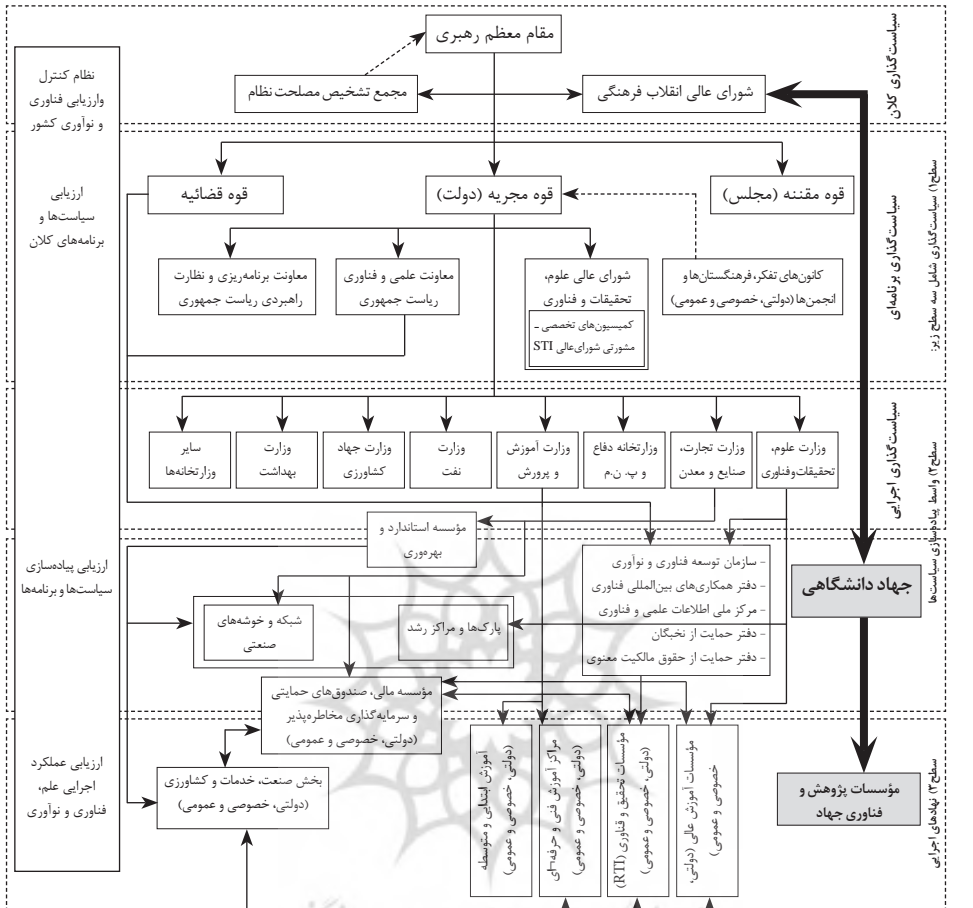 مقام معظم رهبری
شورای عالی انقلاب فرهنگی
مجمع تشخیص مصلحت نظام
سیاست‌گذاری کلان
نظام کنترل
وارزیابی فناوری
و نوآوری کشور
سطح۱) سیاست‌گذاری شامل سه سطح زیر:
سیاست‌گذاری برنامه‌ای
قوه مقننه (مجلس)
قوه مجریه (دولت)
قوه قضائیه
ارزیابی
سیاست‌ها و
برنامه‌های کلان
کانون‌های تفکر، فرهنگستان‌ها و
انجمن‌ها (دولتی، خصوصی و عمومی)
شورای عالی علوم،
تحقیقات و فناوری
کمیسیون‌های تخصصی ـ
مشورتی شورای‌عالی STI
معاونت علمی و فناوری
ریاست جمهوری
معاونت برنامه‌ریزی و نظارت
راهبردی ریاست جمهوری
سیاست‌گذاری اجرایی
وزارت علوم،
تحقیقات‌وفناوری
وزارت تجارت،
صنایع و معدن
وزارتخانه دفاع
و پ. ن.م
وزارت آموزش
و پرورش
وزارت
نفت
وزارت جهاد
کشاورزی
وزارت
بهداشت
سایر
وزارتخانه‌ها
سطح۲) واسط پیاده‌سازی سیاست‌ها
مؤسسه استاندارد و
بهره‌وری
- سازمان توسعه فناوری و نوآوری
- دفتر همکاری‌های بین‌المللی فناوری
- مرکز ملی اطلاعات علمی و فناوری
- دفتر حمایت از نخبگان
- دفتر حمایت از حقوق مالکیت معنوی
جهاد دانشگاهی
ارزیابی پیاده‌سازی
سیاست‌ها و برنامه‌ها
پارک‌ها و مراکز رشد
شبکه و خوشه‌های
صنعتی
مؤسسه مالی، صندوق‌های حمایتی
و سرمایه‌گذاری مخاطره‌پذیر
(دولتی، خصوصی و عمومی)
سطح۳) نهادهای اجرایی
مؤسسات پژوهش و
فناوری جهاد
مؤسسات آموزش عالی (دولتی،
خصوصی و عمومی)
مؤسسات تحقیق و فناوری (RTI)
(دولتی، خصوصی و عمومی)
مراکز آموزش فنی و حرفه‌ای
(دولتی، خصوصی و عمومی)
آموزش ابتدایی و متوسطه
(دولتی، خصوصی و عمومی)
بخش صنعت، خدمات و کشاورزی
(دولتی، خصوصی و عمومی)
ارزیابی عملکرد
اجرایی علم،
فناوری و نوآوری